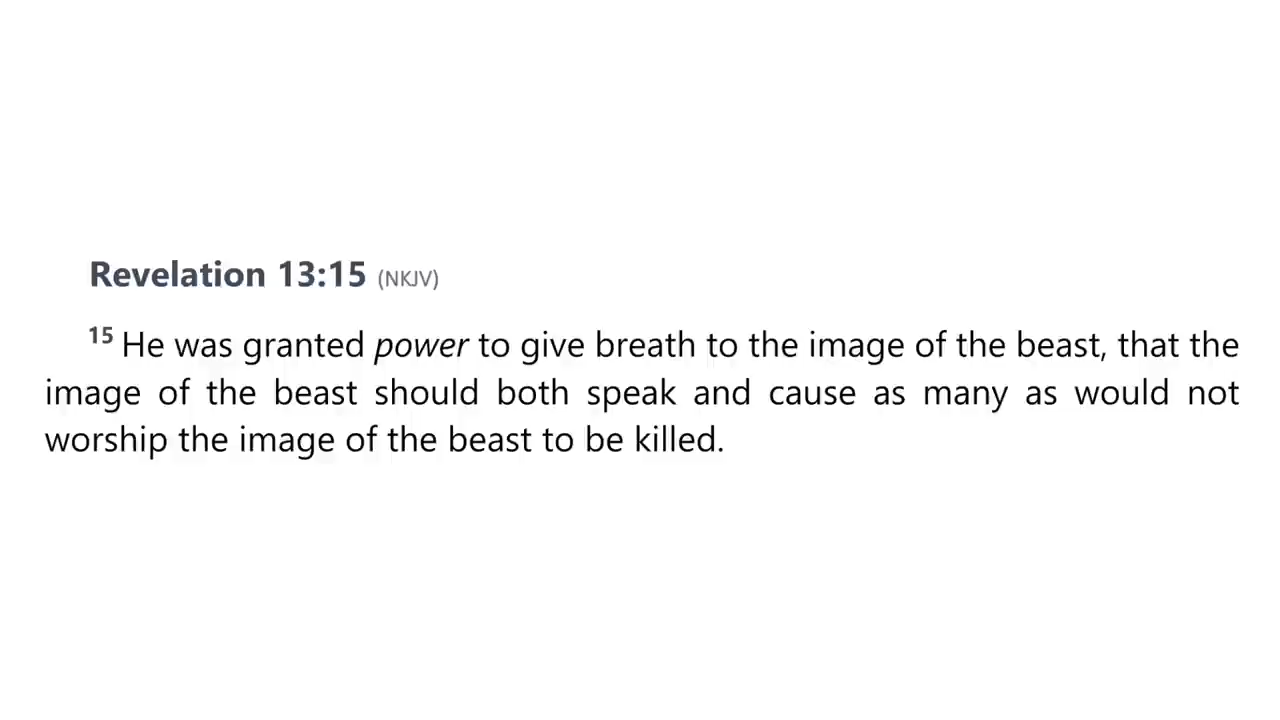 Revelation 13:15 (NKJV)
15 He was granted power to give breath to the image of the beast, that the
image of the beast should both speak and cause as many as would not
worship the image of the beast to be killed.